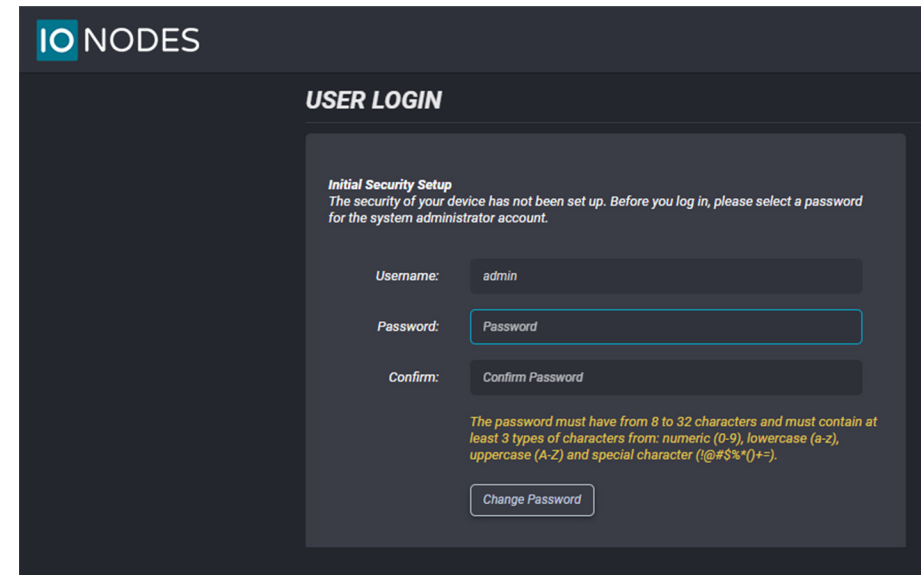 IO NODES
USER LOGIN
Initial Security Setup
The security of your device has not been set up. Before you log in, please select a password
for the system administrator account.
Username: admin
Password: Password
Confirm: Confirm Password
The password must have from 8 to 32 characters and must contain at
least 3 types of characters from: numeric (0-9), lowercase (a-z),
uppercase (A-Z) and special character (!@#$%*()+=).
Change Password